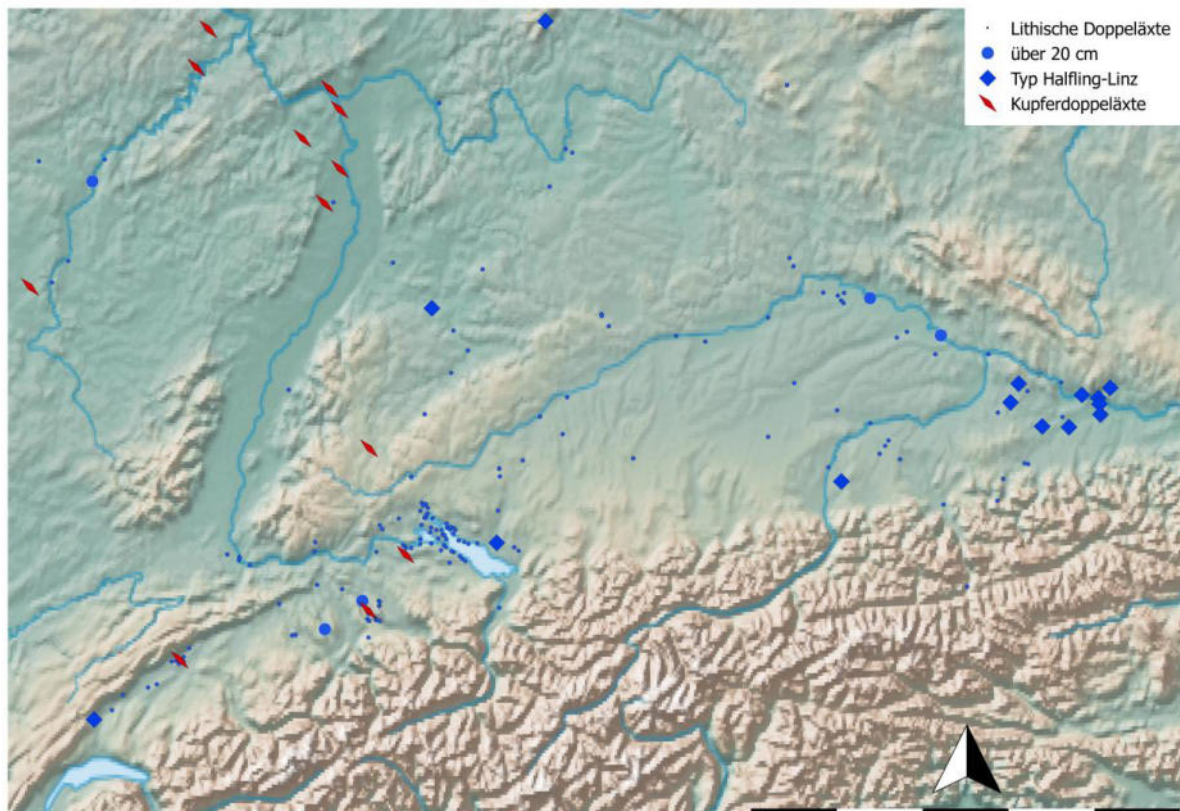 Lithische Doppeläxte
über 20 cm
Typ Halfling-Linz
Kupferdoppeläxte